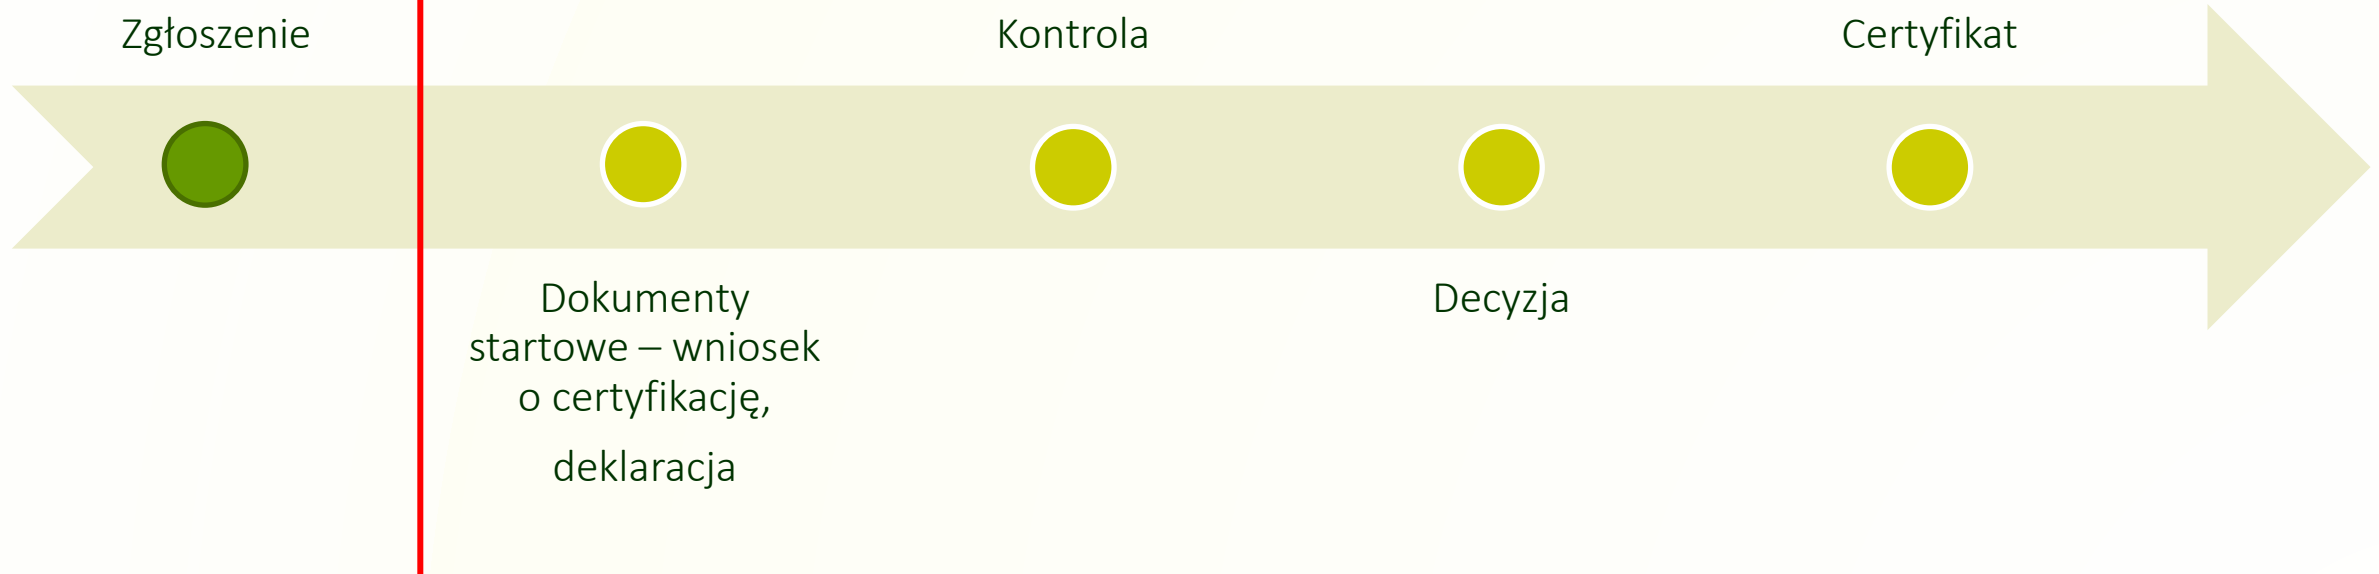 Zgłoszenie
Kontrola
Certyfikat
Dokumenty
startowe – wniosek
o certyfikację,
deklaracja
Decyzja